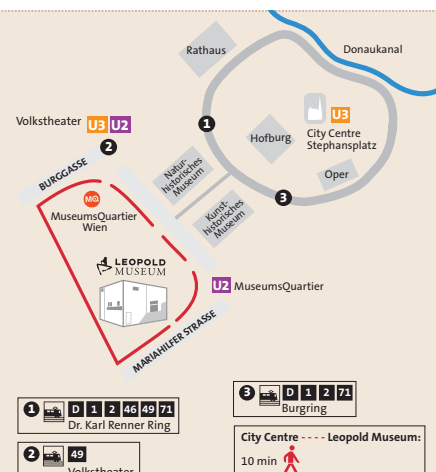 Rathaus
Donaukanal
Volkstheater U3 U2
2
1
U3
City Centre
Stephansplatz
Hofburg
Natur-
historisches
Museum
BURGGASSE
Oper
3
Kunst-
historisches
Museum
MQ
MuseumsQuartier
Wien
LEOPOLD
MUSEUM
U2 MuseumsQuartier
MARIAHILFER STRASSE
1 D 1 2 46 49 71
Dr. Karl Renner Ring
2 49
Volkstheater
3 D 1 2 71
Burgring
City Centre - - - - Leopold Museum:
10 min